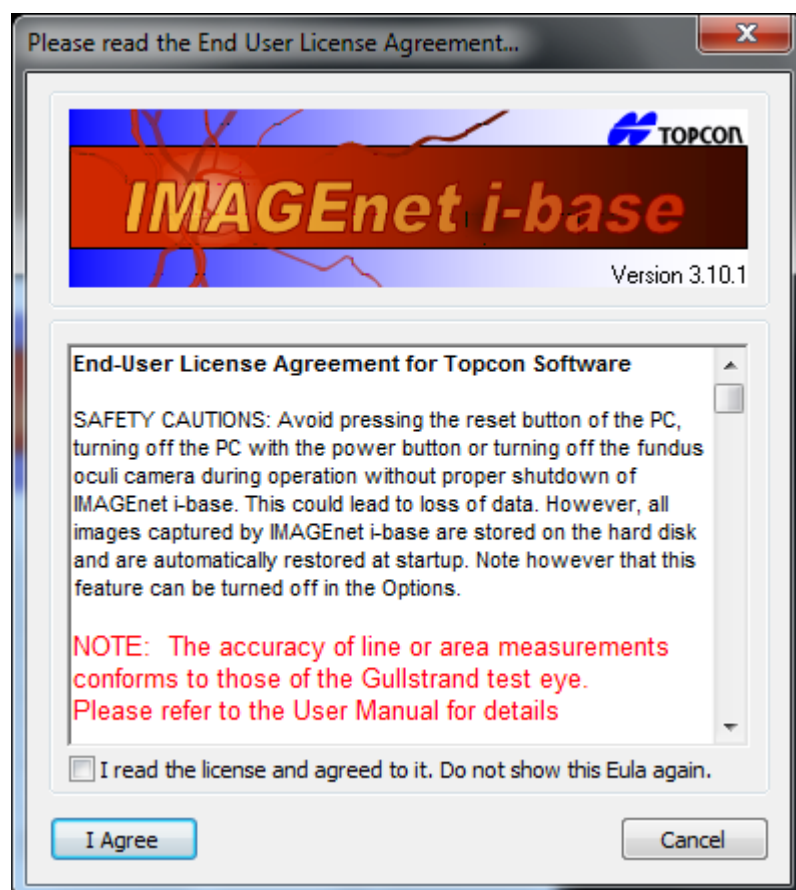 Please read the End User License Agreement...
TOPCON
IMAGEnet i-base
Version 3.10.1
End-User License Agreement for Topcon Software
SAFETY CAUTIONS: Avoid pressing the reset button of the PC,
turning off the PC with the power button or turning off the fundus
oculi camera during operation without proper shutdown of
IMAGEnet i-base. This could lead to loss of data. However, all
images captured by IMAGEnet i-base are stored on the hard disk
and are automatically restored at startup. Note however that this
feature can be turned off in the Options.
NOTE: The accuracy of line or area measurements
conforms to those of the Gullstrand test eye.
Please refer to the User Manual for details
I read the license and agreed to it. Do not show this Eula again.
I Agree
Cancel